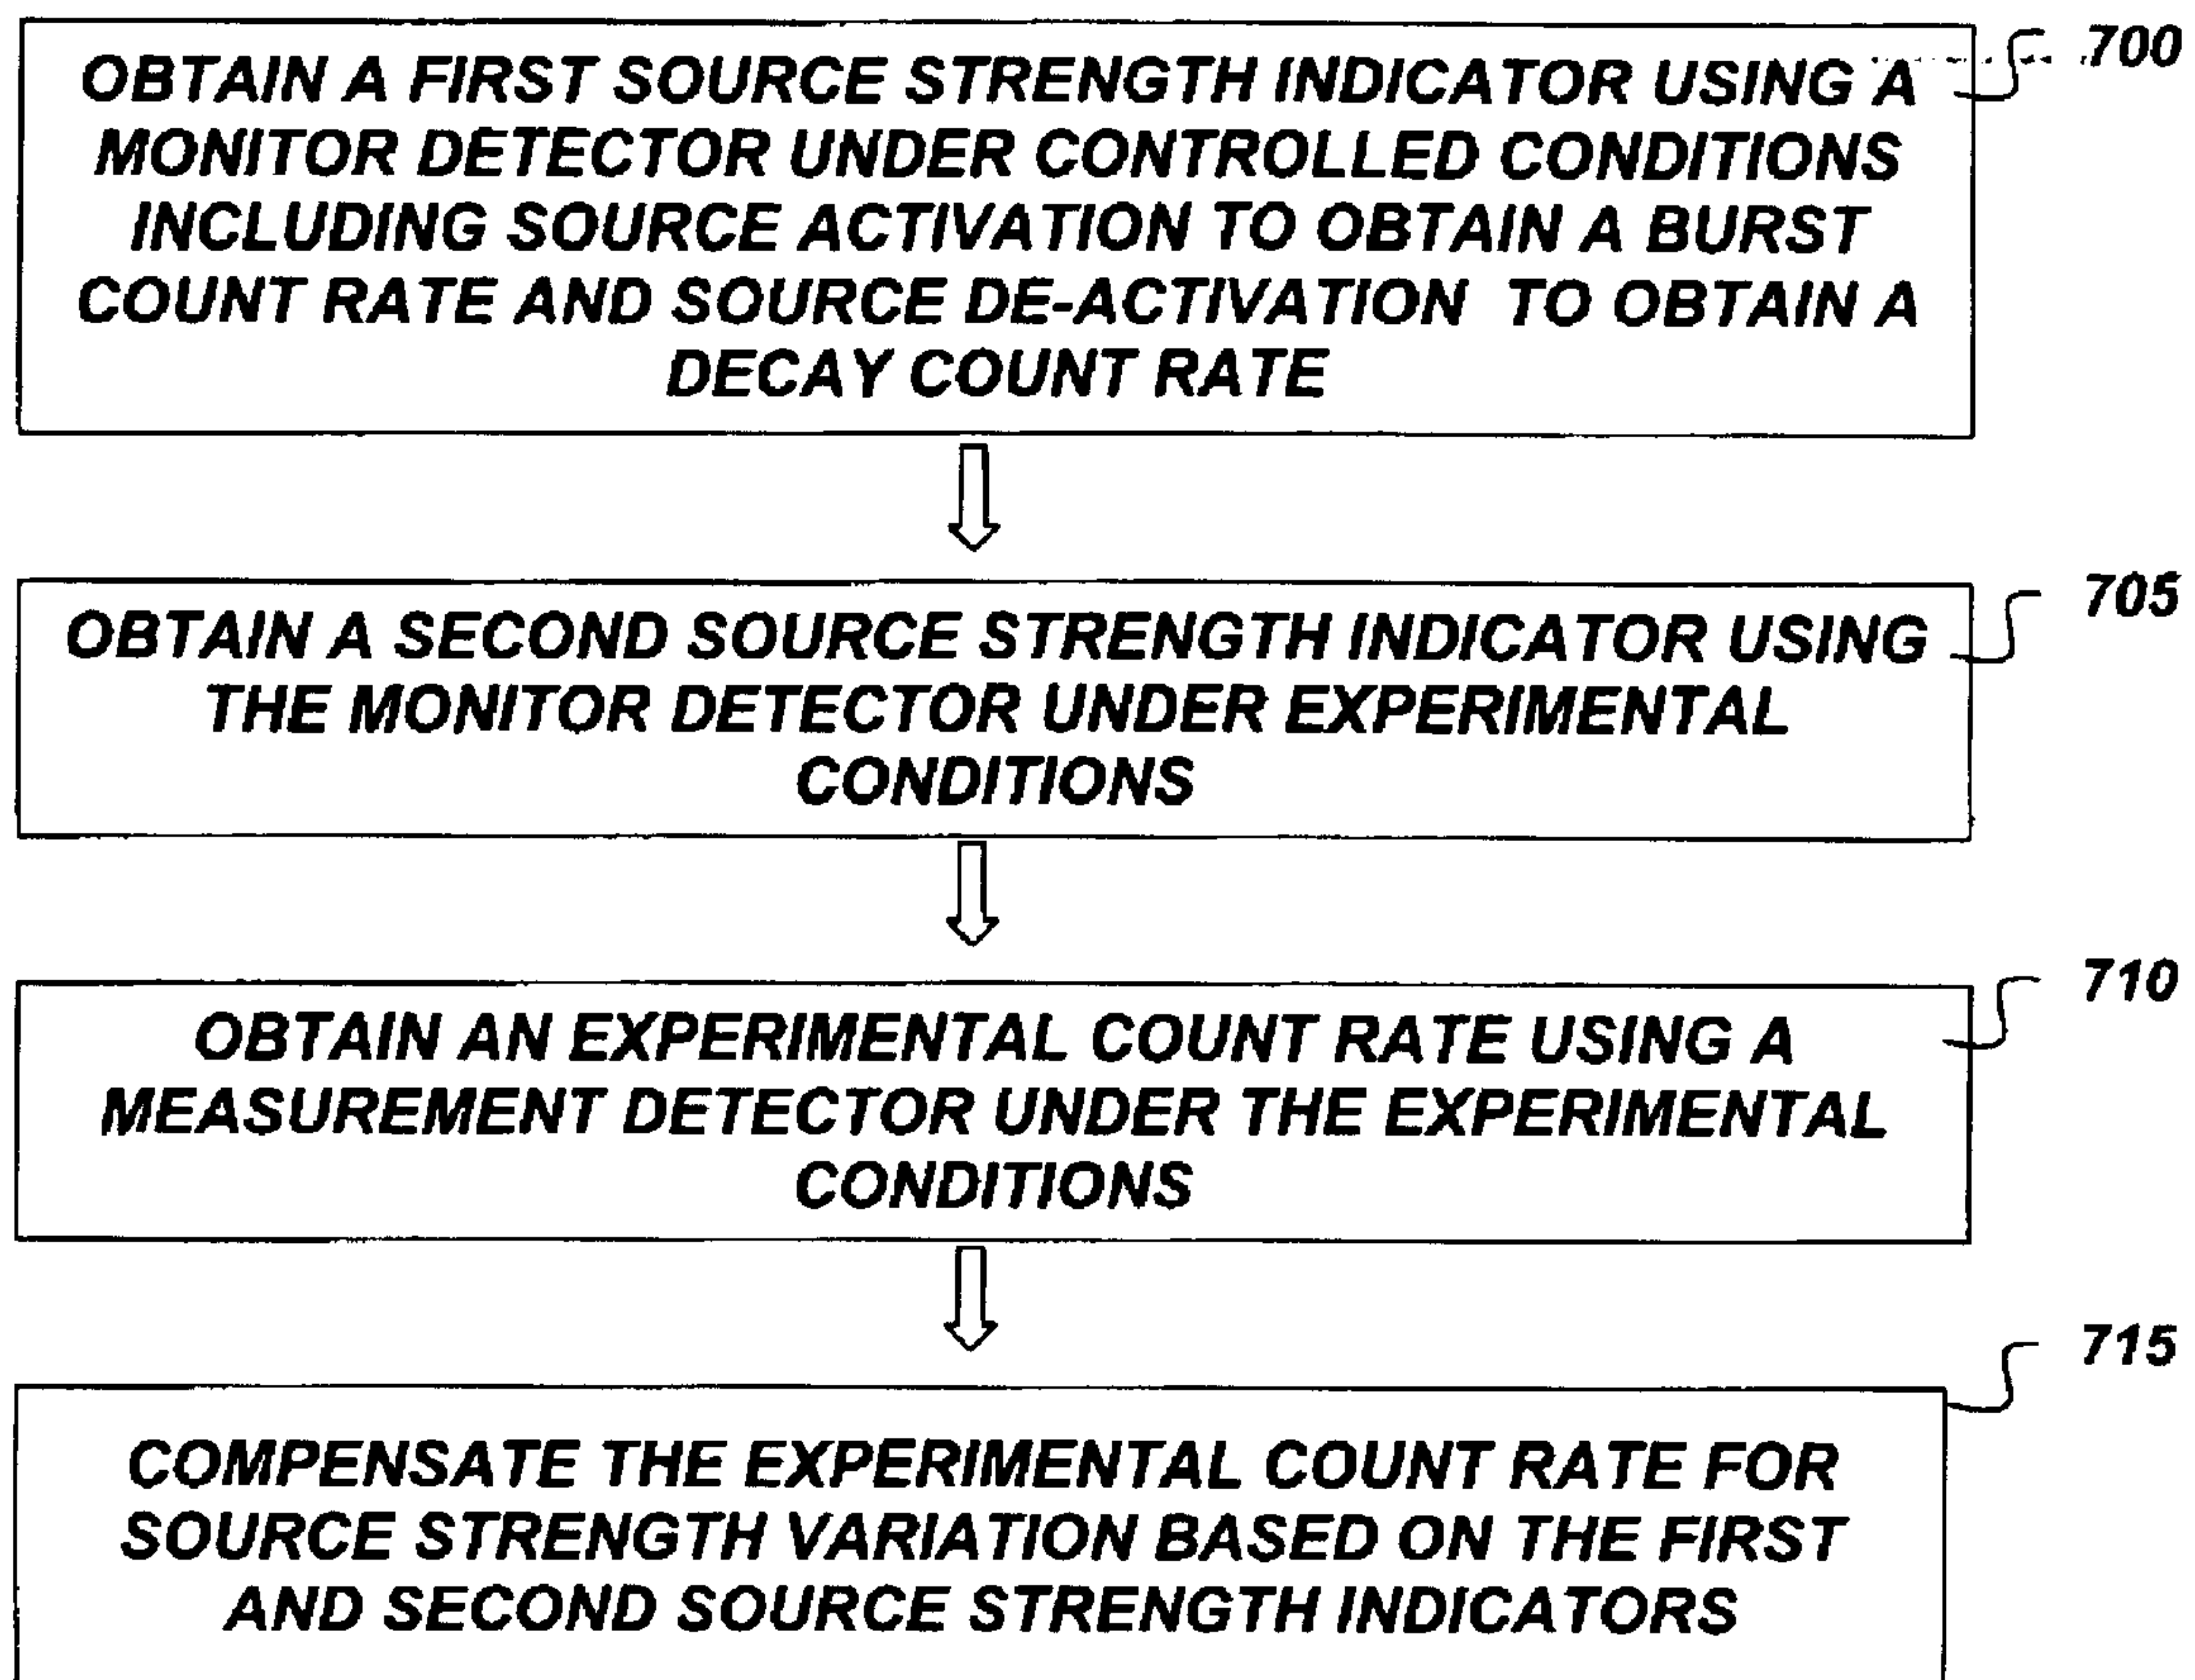 OBTAIN A FIRST SOURCE STRENGTH INDICATOR USING A
700
MONITOR DETECTOR UNDER CONTROLLED CONDITIONS
INCLUDING SOURCE ACTIVATION TO OBTAIN A BURST
COUNT RATE AND SOURCE DE-ACTIVATION TO OBTAIN A
DECAY COUNT RATE
705
OBTAIN A SECOND SOURCE STRENGTH INDICATOR USING
THE MONITOR DETECTOR UNDER EXPERIMENTAL
CONDITIONS
710
OBTAIN AN EXPERIMENTAL COUNT RATE USING A
MEASUREMENT DETECTOR UNDER THE EXPERIMENTAL
CONDITIONS
715
COMPENSATE THE EXPERIMENTAL COUNT RATE FOR
SOURCE STRENGTH VARIATION BASED ON THE FIRST
AND SECOND SOURCE STRENGTH INDICATORS